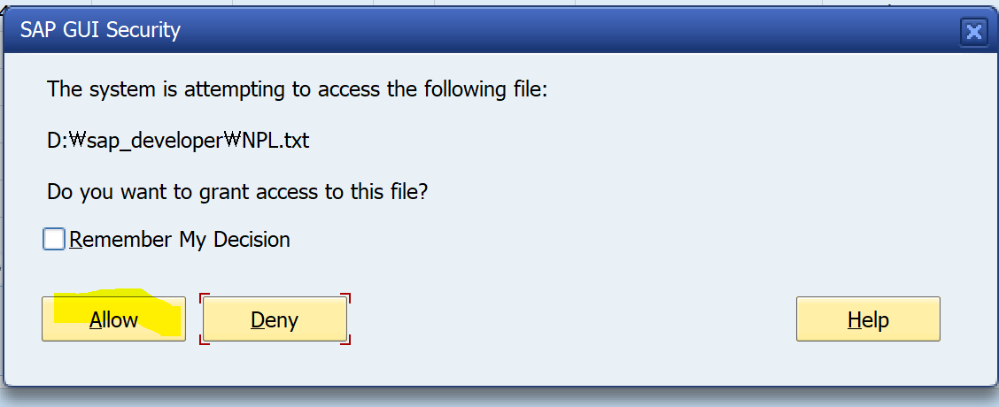 SAP GUI Security
The system is attempting to access the following file:
D:₩sap_developer₩NPL.txt
Do you want to grant access to this file?
Remember My Decision
Allow Deny Help